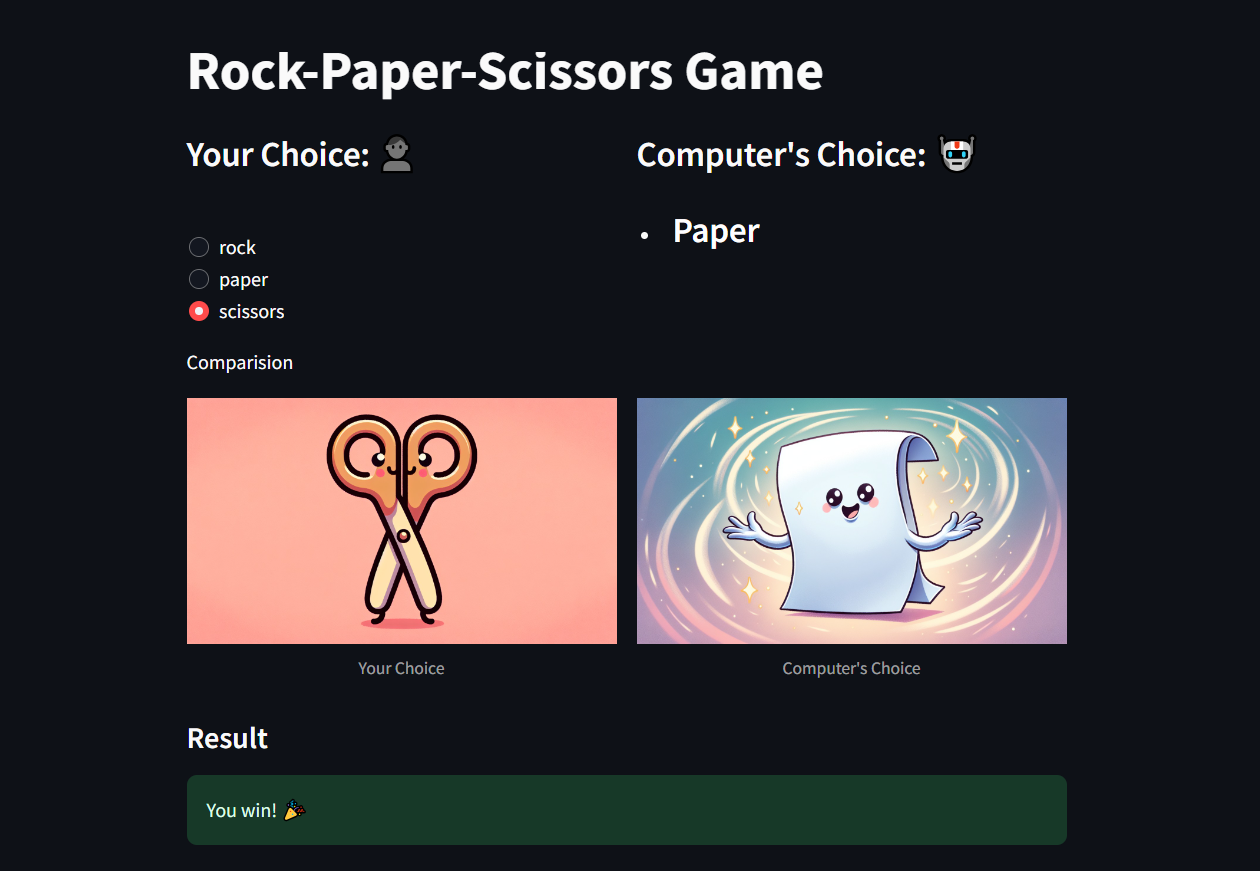 Rock-Paper-Scissors Game
Your Choice: 👤
Computer's Choice: 🤖
Paper
rock
paper
scissors
Comparision
Your Choice
Computer's Choice
Result
You win! 🎉